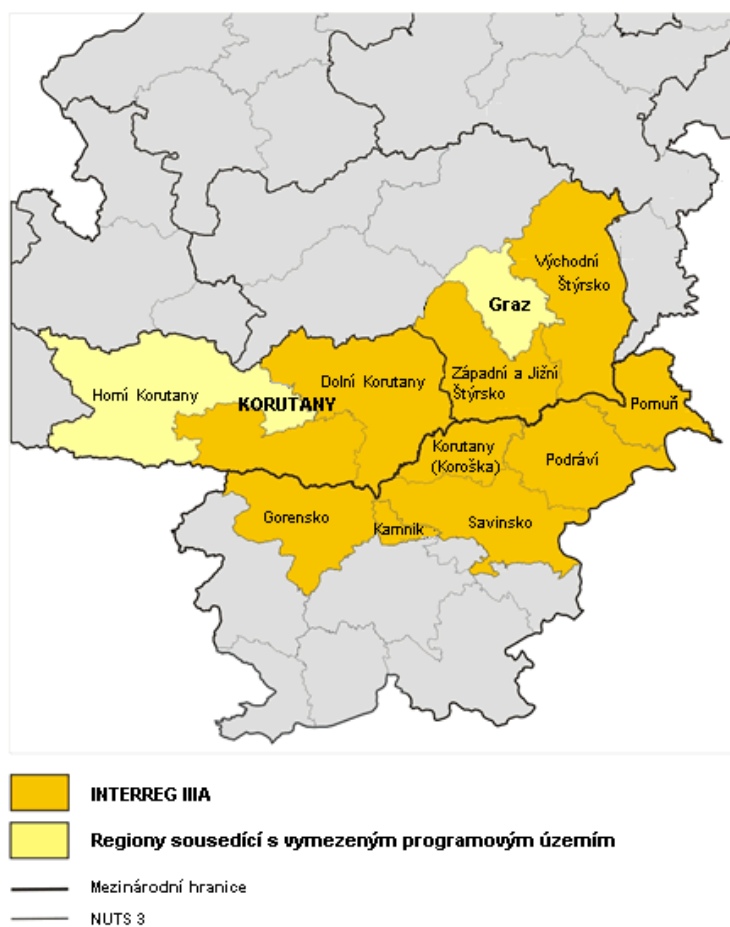 Východní
Štýrsko
Graz
Západní a Jižní
Štýrsko
Dolní Korutany
Horní Korutany
KORUTANY
Pomuří
Korutany
(Koroška)
Podráví
Gorensko
Kamnik
Savinsko
INTERREG IIIA
Regiony sousedící s vymezeným programovým územím
Mezinárodní hranice
NUTS 3